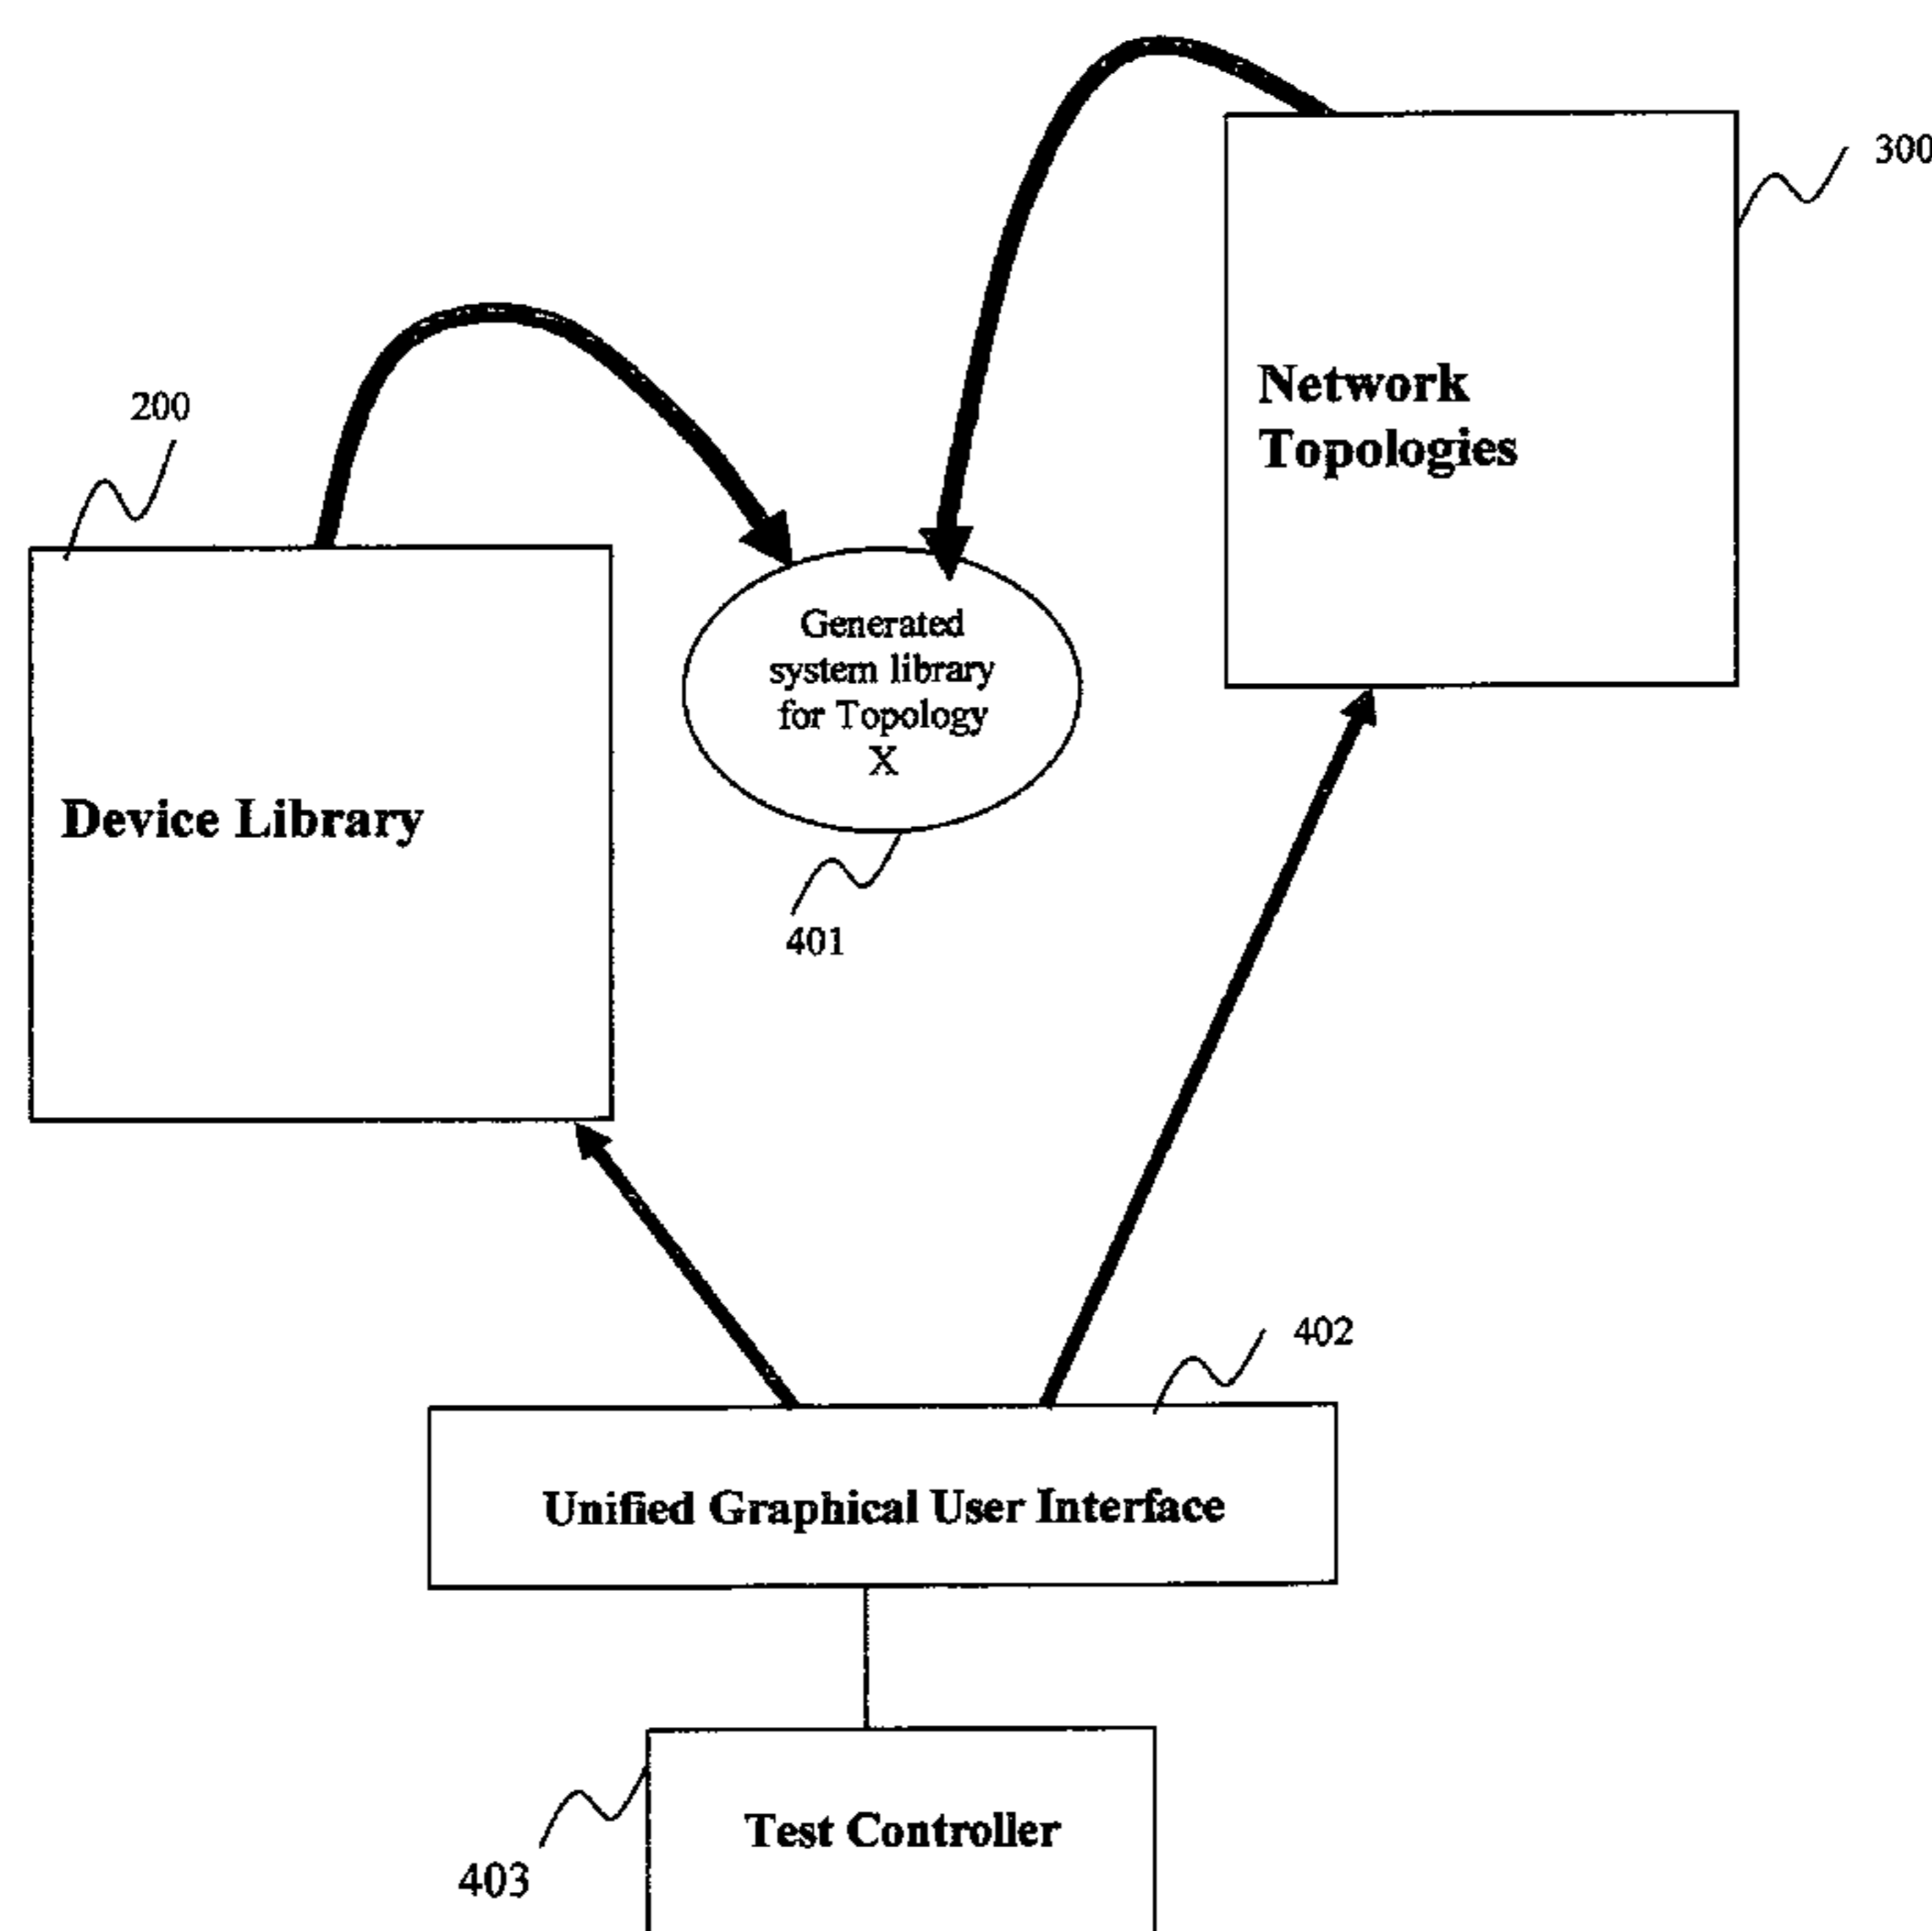 300
Network
Topologies
200
Generated
system library
for Topology
X
Device Library
401
402
Unified Graphical User Interface
Test Controller
403